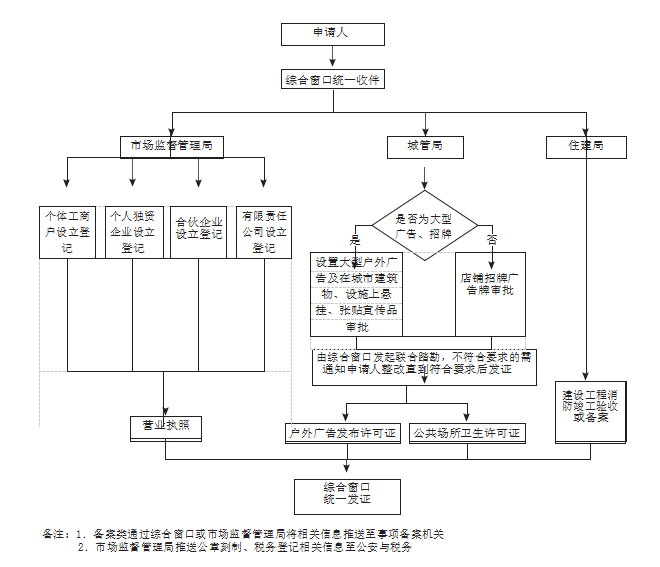 申请人
综合窗口统一收件
市场监督管理局
城管局
住建局
个体工商
户设立登
记
个人独资
企业设立
登记
合伙企业
设立登记
有限责任
公司设立
登记
是否为大型
广告、招牌
是
否
设置大型户外广
告及在城市建筑
物、设施上悬
挂、张贴宣传品
审批
店铺招牌广
告牌审批
由综合窗口发起联合踏勘，不符合要求的需
通知申请人整改直到符合要求后发证
营业执照
户外广告发布许可证
公共场所卫生许可证
建设工程消
防竣工验收
或备案
综合窗口
统一发证
备注：1．备案类通过综合窗口或市场监督管理局将相关信息推送至事项备案机关
2．市场监督管理局推送公章刻制、税务登记相关信息至公安与税务